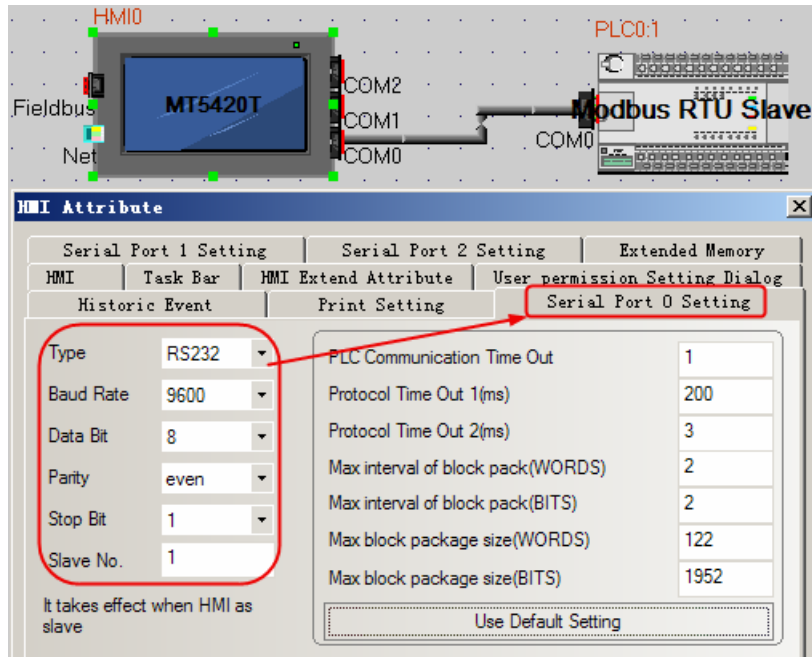 HMI0
PLC0:1
COM2
Fieldbus
MT5420T
COM1
Modbus RTU Slave
COM0
Net
COM0
HMI Attribute
Serial Port 1 Setting
Serial Port 2 Setting
Extended Memory
HMI
Task Bar
HMI Extend Attribute
User permission Setting Dialog
Historic Event
Print Setting
Serial Port 0 Setting
Type RS232
PLC Communication Time Out 1
Baud Rate 9600
Protocol Time Out 1(ms) 200
Data Bit 8
Protocol Time Out 2(ms) 3
Parity even
Max interval of block pack(WORDS) 2
Stop Bit 1
Max interval of block pack(BITS) 2
Slave No. 1
Max block package size(WORDS) 122
Max block package size(BITS) 1952
It takes effect when HMI as
slave
Use Default Setting